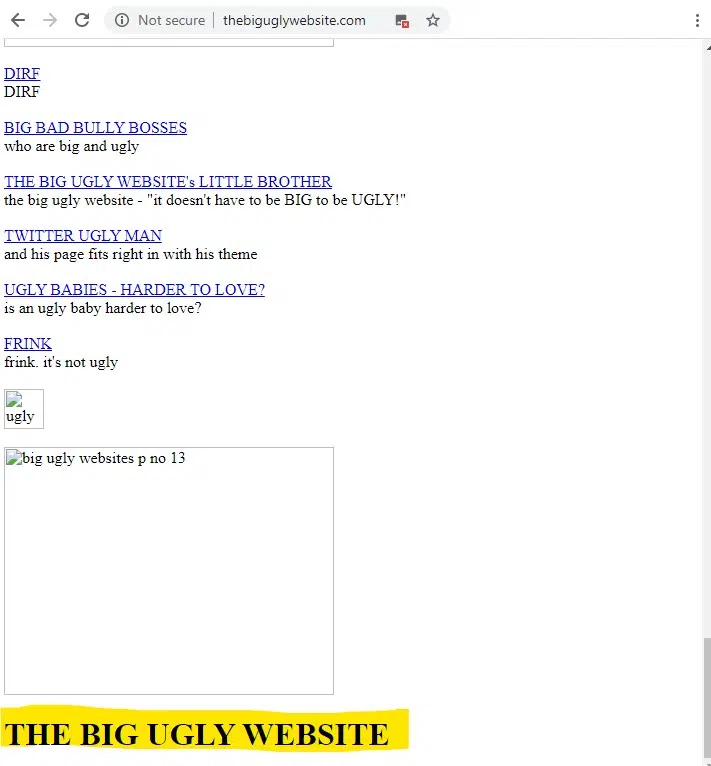 Not secure
thebiguglywebsite.com
DIRF
DIRF
BIG BAD BULLY BOSSES
who are big and ugly
THE BIG UGLY WEBSITE's LITTLE BROTHER
the big ugly website - "it doesn't have to be BIG to be UGLY!"
TWITTER UGLY MAN
and his page fits right in with his theme
UGLY BABIES - HARDER TO LOVE?
is an ugly baby harder to love?
FRINK
frink. it's not ugly
ugly
big ugly websites p no 13
THE BIG UGLY WEBSITE